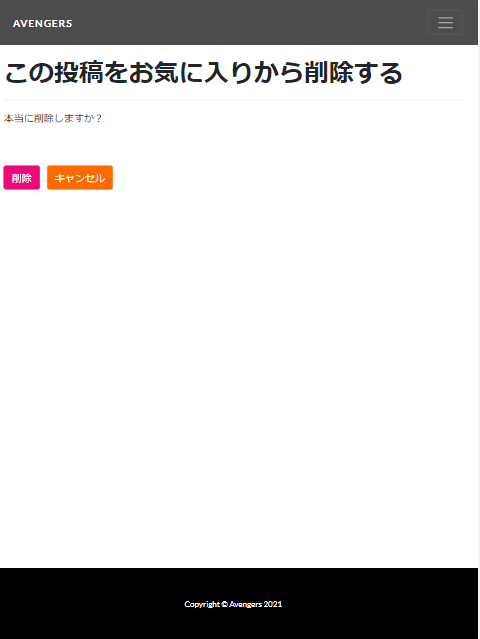 AVENGERS
この投稿をお気に入りから削除する
本当に削除しますか？
削除 キャンセル
Copyright © Avengers 2021